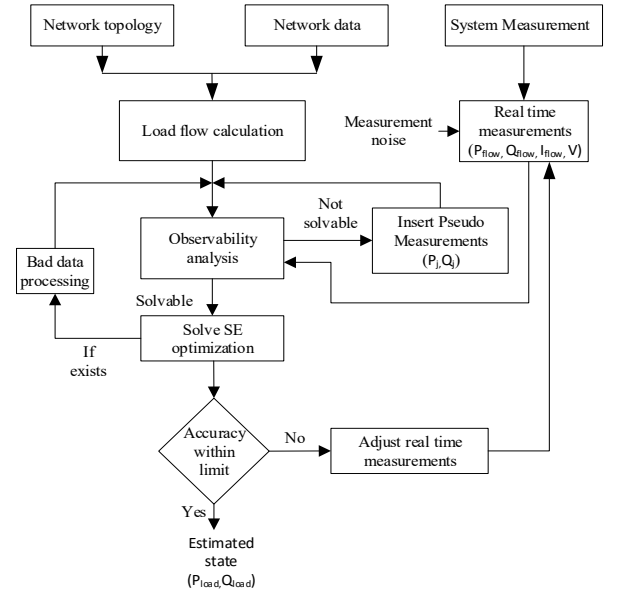 Network topology
Network data
System Measurement
Load flow calculation
Measurement
noise
Real time
measurements
(Pflow, Qflow, Iflow, V)
Not
solvable
Insert Pseudo
Measurements
(Pj,Qj)
Observability
analysis
Bad data
processing
Solvable
Solve SE
optimization
If
exists
Accuracy
within
limit
No
Adjust real time
measurements
Yes
Estimated
state
(Pload,Qload)